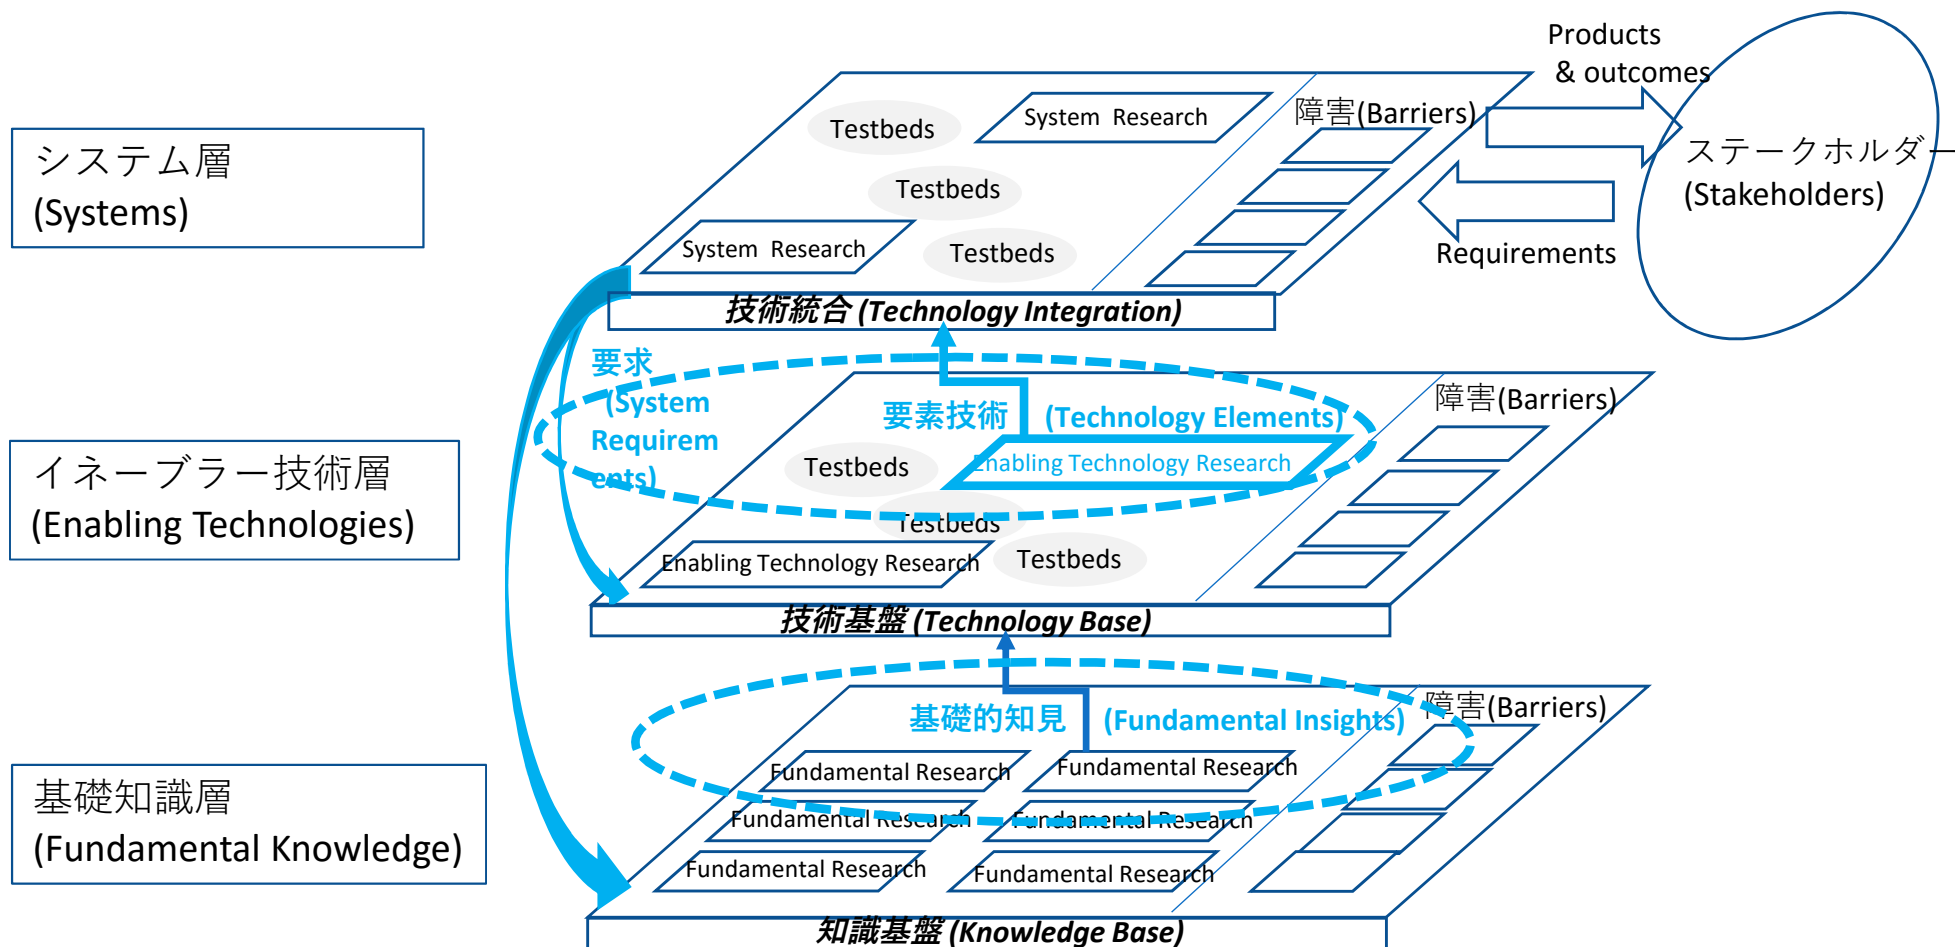 システム層
(Systems)
イネーブラー技術層
(Enabling Technologies)
基礎知識層
(Fundamental Knowledge)
Testbeds
System Research
Testbeds
System Research
Testbeds
障害(Barriers)
技術統合 (Technology Integration)
Products
& outcomes
Requirements
ステークホルダー
(Stakeholders)
要求
(System
Requirem
ents)
要素技術 (Technology Elements)
障害(Barriers)
Testbeds
Enabling Technology Research
Testbeds
Enabling Technology Research
Testbeds
技術基盤 (Technology Base)
基礎的知見 (Fundamental Insights)
障害(Barriers)
Fundamental Research
Fundamental Research
Fundamental Research
Fundamental Research
Fundamental Research
Fundamental Research
知識基盤 (Knowledge Base)